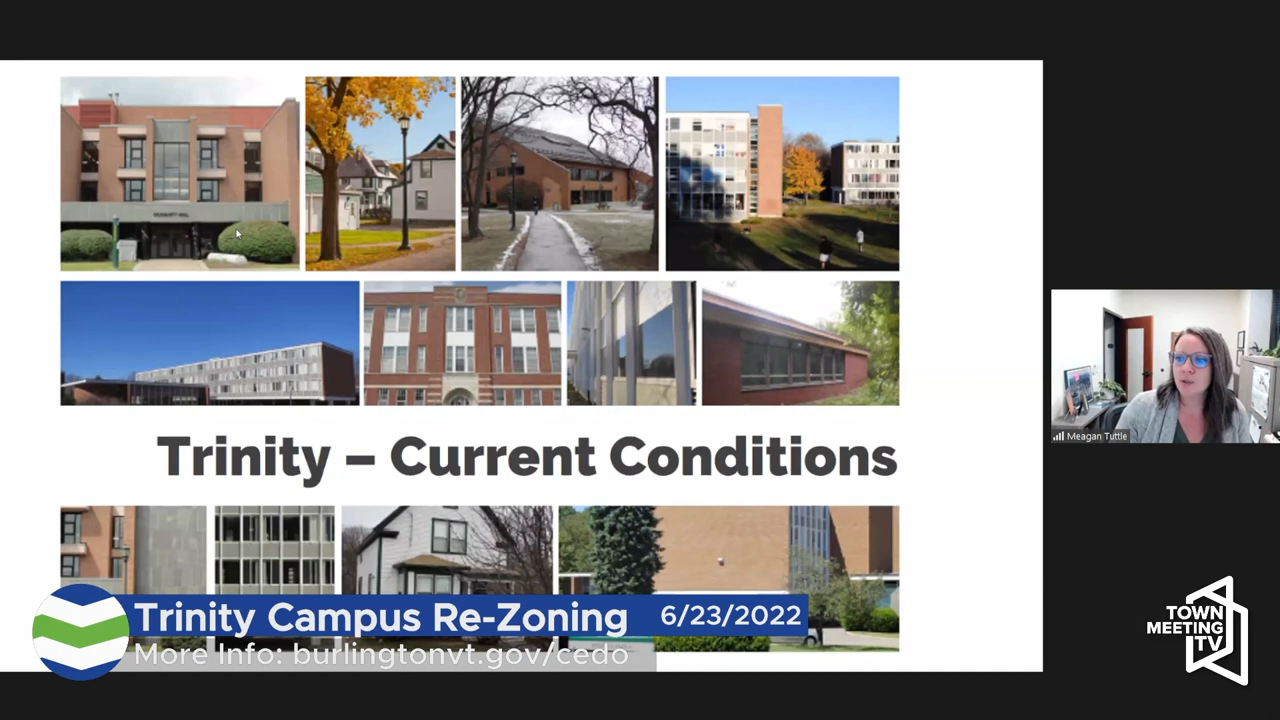 Trinity – Current Conditions
Meagan Tuttle
Trinity Campus Re-Zoning
6/23/2022
More Info: burlingtonvt.gov/cedo
TOWN
MEETING
TV